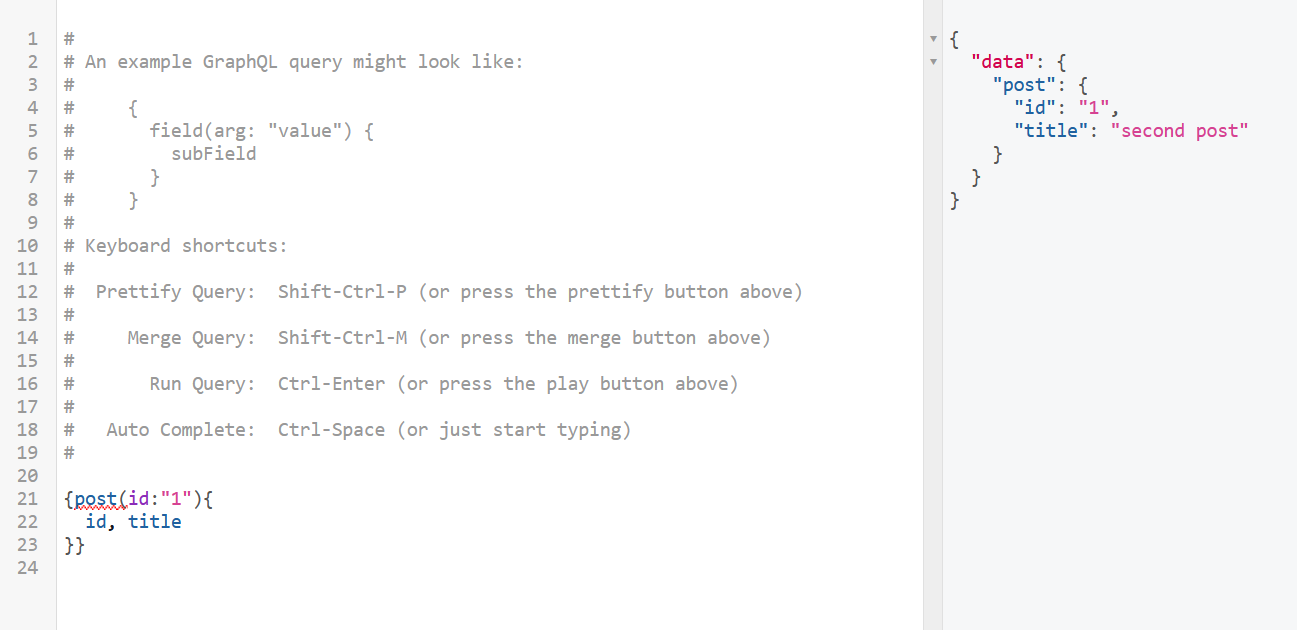 1 #
2 # An example GraphQL query might look like:
3 #
4 #     {
5 #       field(arg: "value") {
6 #         subField
7 #       }
8 #     }
9 #
10 # Keyboard shortcuts:
11 #
12 #  Prettify Query:  Shift-Ctrl-P (or press the prettify button above)
13 #
14 #     Merge Query:  Shift-Ctrl-M (or press the merge button above)
15 #
16 #       Run Query:  Ctrl-Enter (or press the play button above)
17 #
18 #   Auto Complete:  Ctrl-Space (or just start typing)
19 #
20
21 {post(id:"1"){
22   id, title
23 }}
24
{
  "data": {
    "post": {
      "id": "1",
      "title": "second post"
    }
  }
}